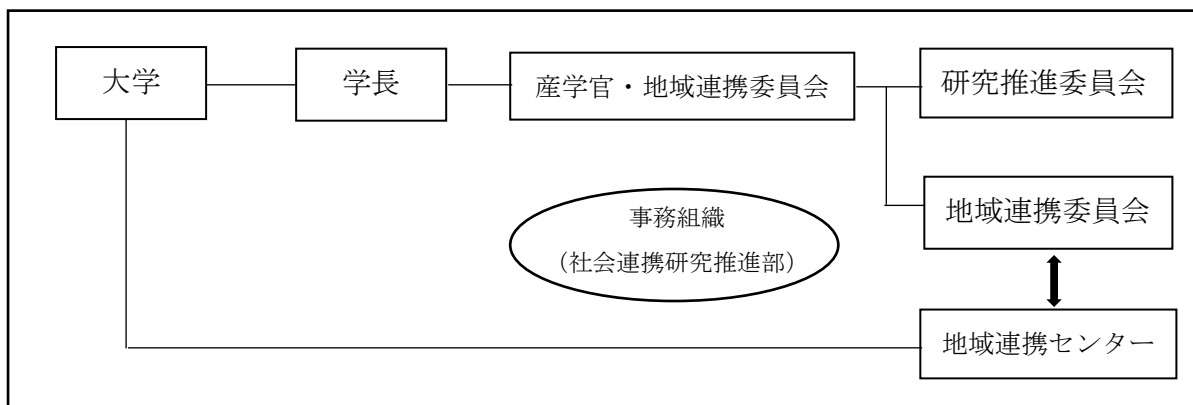 大学
学長
産学官・地域連携委員会
研究推進委員会
地域連携委員会
事務組織
（社会連携研究推進部）
地域連携センター